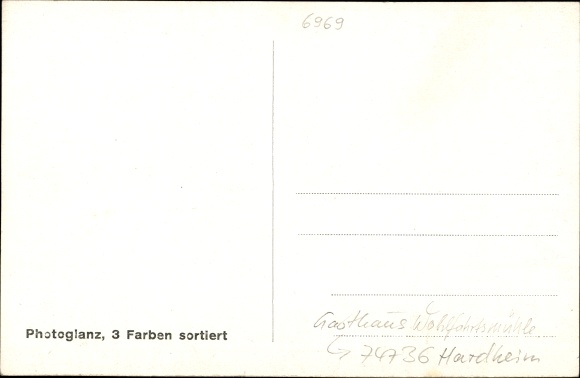 6969
Photoglanz, 3 Farben sortiert
Gasthaus Wohlfahrtsmühle
↳ 74736 Hardheim